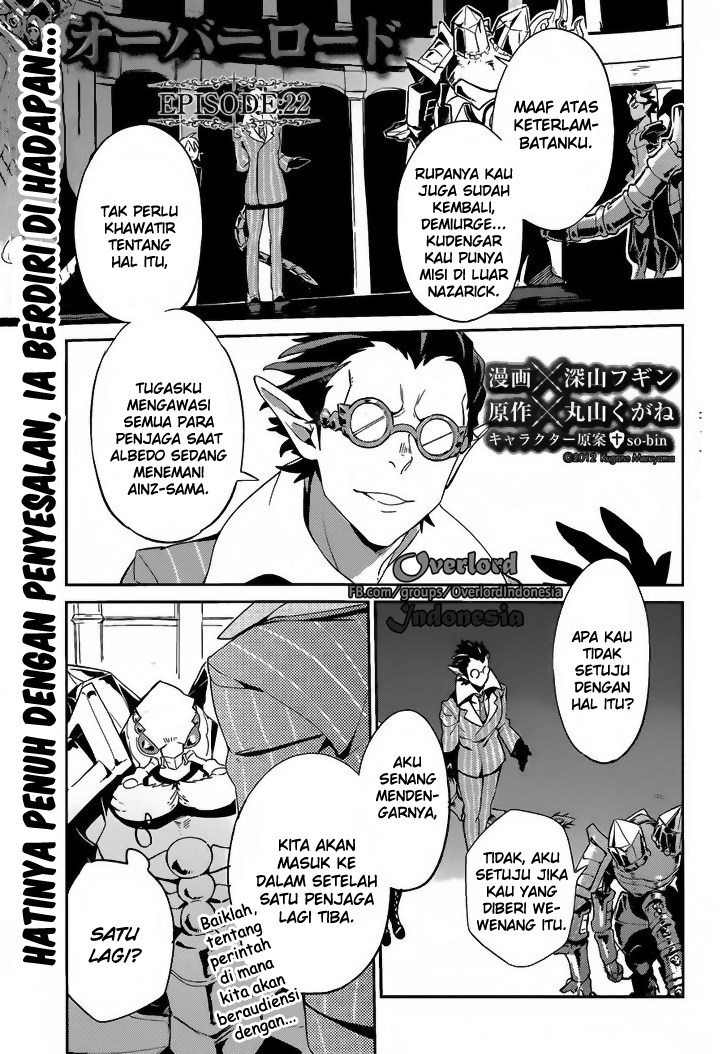 オーバーロード
EPISODE:22
HATINYA PENUH DENGAN PENYESALAN, IA BERDIRI DI HADAPAN...
MAAF ATAS
KETERLAM-
BATANKU.
RUPANYA KAU
JUGA SUDAH
KEMBALI,
DEMIURGE...
KUDENGAR
KAU PUNYA
MISI DI LUAR
NAZARICK.
TAK PERLU
KHAWATIR
TENTANG
HAL ITU,
TUGASKU
MENGAWASI
SEMUA PARA
PENJAGA SAAT
ALBEDO SEDANG
MENEMANI
AINZ-SAMA.
漫画×深山フギン
原作×丸山くがね
キャラクター原案 so-bin
©2012 Kugane Maruyama
Overlord
FB.com/groups/OverlordIndonesia
Indonesia
APA KAU
TIDAK
SETUJU
DENGAN
HAL ITU?
TIDAK, AKU
SETUJU JIKA
KAU YANG
DIBERI WE-
WENANG ITU.
AKU
SENANG
MENDEN-
GARNYA,
KITA AKAN
MASUK KE
DALAM SETELAH
SATU PENJAGA
LAGI TIBA.
Baiklah,
tentang
perintah
di mana
kita akan
beraudiensi
dengan...
SATU
LAGI?